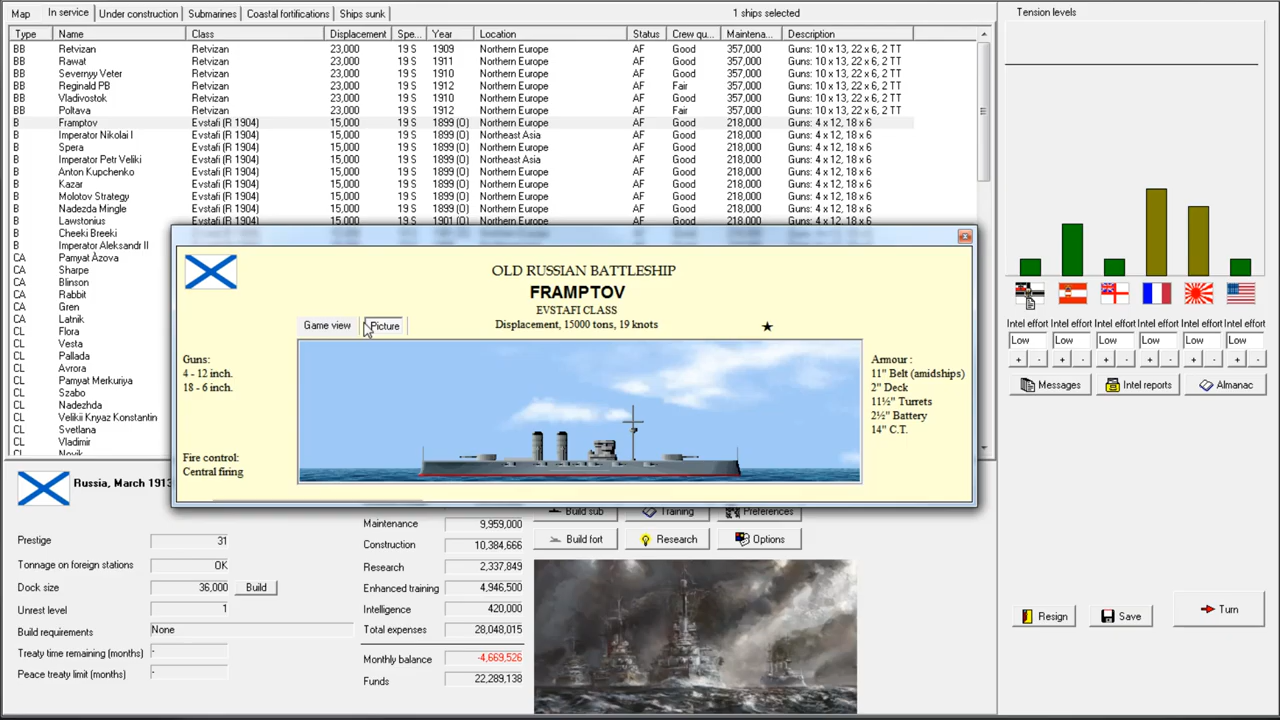 Map In service Under construction Submarines Coastal fortifications Ships sunk 1 ships selected Tension levels
Type Name Class Displacement Spe... Year Location Status Crew qu... Maintena... Description
BB Retvizan Retvizan 23,000 19 S 1909 Northern Europe AF Good 357,000 Guns: 10 x 13, 22 x 6, 2 TT
BB Rawat Retvizan 23,000 19 S 1911 Northern Europe AF Good 357,000 Guns: 10 x 13, 22 x 6, 2 TT
BB Severnyy Veter Retvizan 23,000 19 S 1910 Northern Europe AF Good 357,000 Guns: 10 x 13, 22 x 6, 2 TT
BB Reginald PB Retvizan 23,000 19 S 1910 Northern Europe AF Fair 357,000 Guns: 10 x 13, 22 x 6, 2 TT
BB Vladivostok Retvizan 23,000 19 S 1910 Northern Europe AF Good 357,000 Guns: 10 x 13, 22 x 6, 2 TT
BB Poltava Retvizan 23,000 19 S 1912 Northern Europe AF Fair 357,000 Guns: 10 x 13, 22 x 6, 2 TT
B Framptov Evstafi (R 1904) 15,000 19 S 1899 (O) Northern Europe AF Good 218,000 Guns: 4 x 12, 18 x 6
B Imperator Nikolai I Evstafi (R 1904) 15,000 19 S 1899 (O) Northeast Asia AF Good 218,000 Guns: 4 x 12, 18 x 6
B Spera Evstafi (R 1904) 15,000 19 S 1899 (O) Northern Europe AF Good 218,000 Guns: 4 x 12, 18 x 6
B Imperator Petr Veliki Evstafi (R 1904) 15,000 19 S 1899 (O) Northeast Asia AF Good 218,000 Guns: 4 x 12, 18 x 6
B Anton Kupchenko Evstafi (R 1904) 15,000 19 S 1899 (O) Northern Europe AF Good 218,000 Guns: 4 x 12, 18 x 6
B Kazar Evstafi (R 1904) 15,000 19 S 1899 (O) Northern Europe AF Good 218,000 Guns: 4 x 12, 18 x 6
B Molotov Strategy Evstafi (R 1904) 15,000 19 S 1899 (O) Northern Europe AF Good 218,000 Guns: 4 x 12, 18 x 6
B Nadezda Mingle Evstafi (R 1904) 15,000 19 S 1899 (O) Northern Europe AF Good 218,000 Guns: 4 x 12, 18 x 6
B Lawstonius Evstafi (R 1904) 15,000 19 S 1901 (O) Northern Europe AF Good 218,000 Guns: 4 x 12, 18 x 6
B Cheeki Breeki
B Imperator Aleksandr II
CA Pamyat Azova
CA Sharpe
CA Blinson
CA Rabbit
CA Gren
CA Latnik
CL Flora
CL Vesta
CL Pallada
CL Avrora
CL Pamyat Merkuriya
CL Szabo
CL Nadezhda
CL Velikii Knyaz Konstantin
CL Svetlana
CL Vladimir
CL Novik
OLD RUSSIAN BATTLESHIP
FRAMPTOV
EVSTAFI CLASS
Displacement, 15000 tons, 19 knots
Game view Picture
Guns:
4 - 12 inch.
18 - 6 inch.
Fire control:
Central firing
Armour :
11" Belt (amidships)
2" Deck
11½" Turrets
2½" Battery
14" C.T.
Intel effort Intel effort Intel effort Intel effort Intel effort Intel effort
Low Low Low Low Low Low
+ - + - + - + - + - + -
Messages Intel reports Almanac
Russia, March 1913
Prestige 31
Tonnage on foreign stations OK
Dock size 36,000 Build
Unrest level 1
Build requirements None
Treaty time remaining (months) -
Peace treaty limit (months) -
Maintenance 9,959,000
Construction 10,384,666
Research 2,337,849
Enhanced training 4,946,500
Intelligence 420,000
Total expenses 28,048,015
Monthly balance -4,669,526
Funds 22,289,138
Build sub Training Preferences
Build fort Research Options
Resign Save Turn